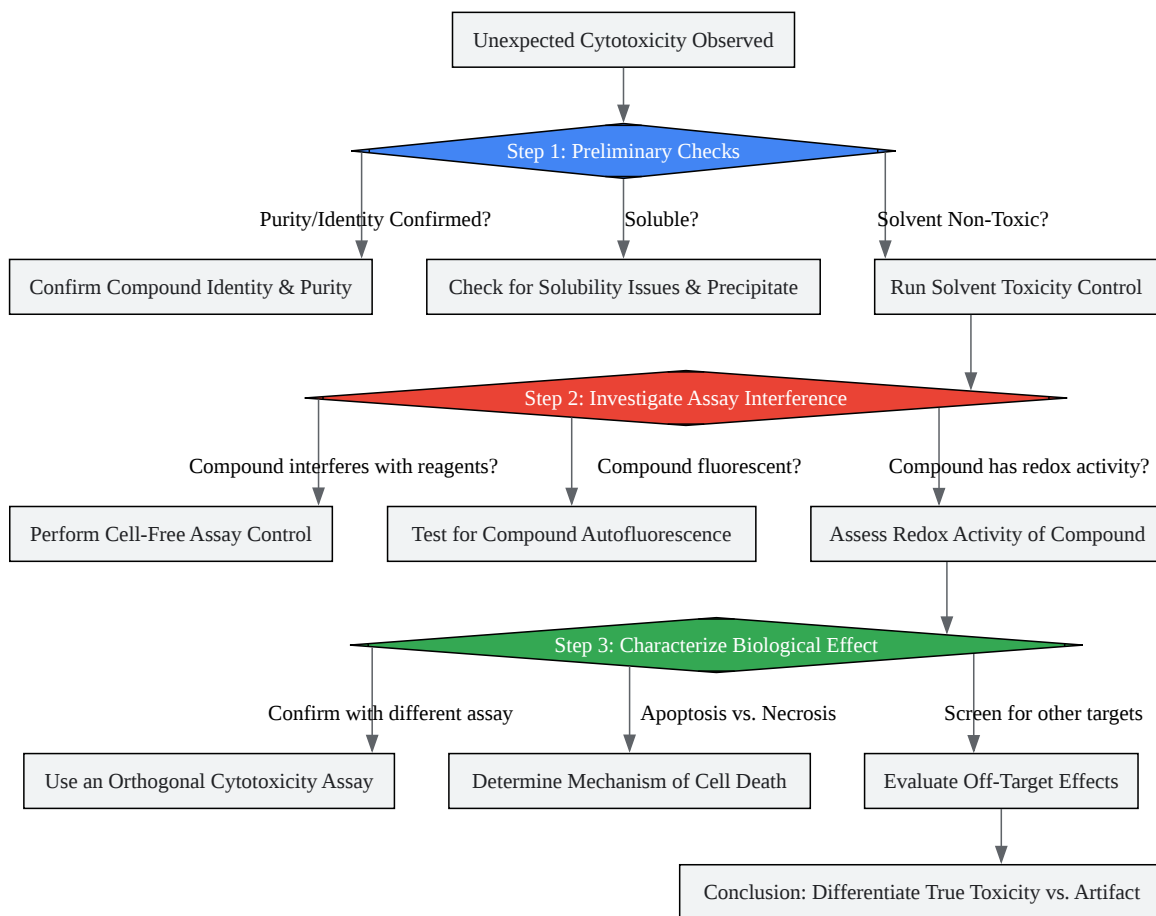 Unexpected Cytotoxicity Observed
Step 1: Preliminary Checks
Purity/Identity Confirmed?
Soluble?
Solvent Non-Toxic?
Confirm Compound Identity & Purity
Check for Solubility Issues & Precipitate
Run Solvent Toxicity Control
Step 2: Investigate Assay Interference
Compound interferes with reagents?
Compound fluorescent?
Compound has redox activity?
Perform Cell-Free Assay Control
Test for Compound Autofluorescence
Assess Redox Activity of Compound
Step 3: Characterize Biological Effect
Confirm with different assay
Apoptosis vs. Necrosis
Screen for other targets
Use an Orthogonal Cytotoxicity Assay
Determine Mechanism of Cell Death
Evaluate Off-Target Effects
Conclusion: Differentiate True Toxicity vs. Artifact